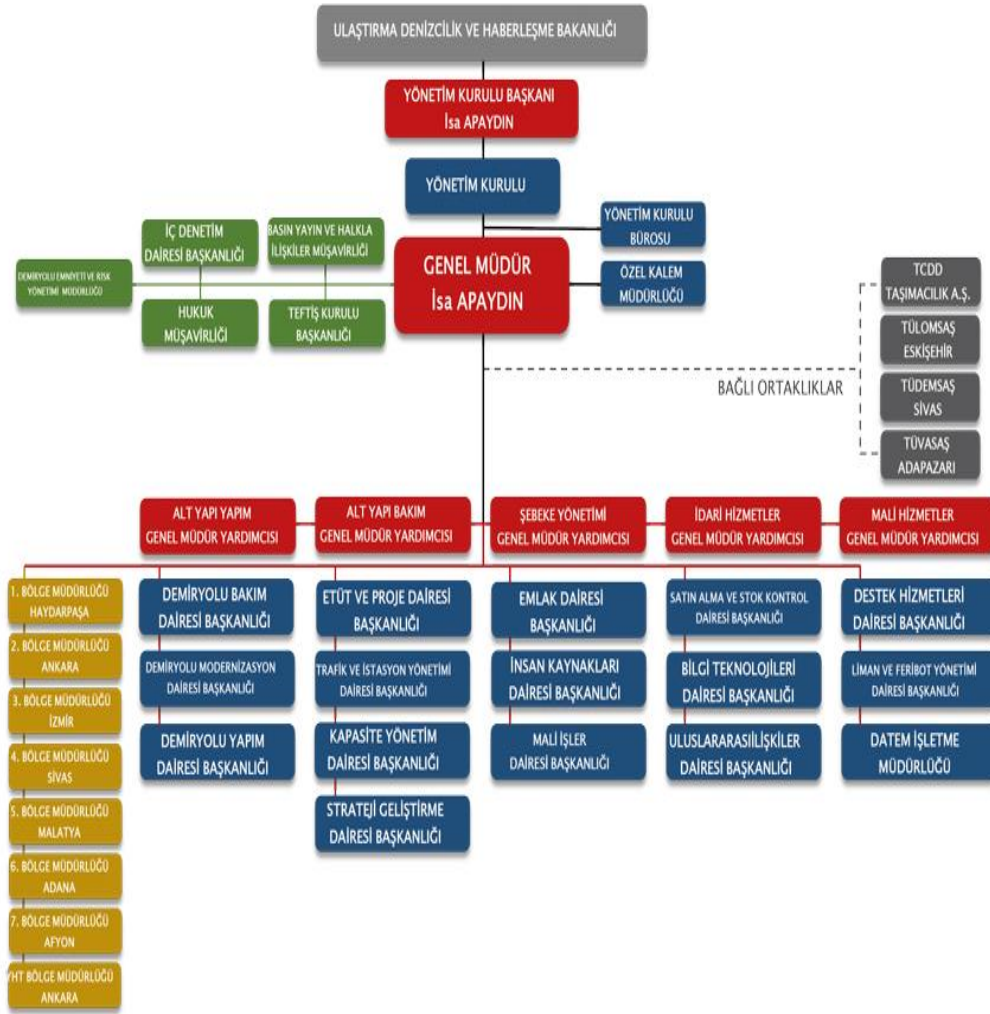 ULAŞTIRMA DENİZCİLİK VE HABERLEŞME BAKANLIĞI
YÖNETİM KURULU BAŞKANI
İsa APAYDIN
YÖNETİM KURULU
YÖNETİM KURULU
BÜROSU
İÇ DENETİM
DAİRESİ BAŞKANLIĞI
BASIN YAYIN VE HALKLA
İLİŞKİLER MÜŞAVİRLİĞİ
GENEL MÜDÜR
İsa APAYDIN
ÖZEL KALEM
MÜDÜRLÜĞÜ
DEMİRYOLU EMNİYETİ VE RISK
YÖNETİMİ MÜDÜRLÜĞÜ
HUKUK
MÜŞAVİRLİĞİ
TEFTİŞ KURULU
BAŞKANLIĞI
TCDD
TAŞIMACILIK A.Ş.
TÜLOMSAŞ
ESKİŞEHİR
BAĞLI ORTAKLIKLAR
TÜDEMSAŞ
SİVAS
TÜVASAŞ
ADAPAZARI
ALT YAPI YAPIM
GENEL MÜDÜR YARDIMCISI
ALT YAPI BAKIM
GENEL MÜDÜR YARDIMCISI
ŞEBEKE YÖNETİMİ
GENEL MÜDÜR YARDIMCISI
İDARİ HİZMETLER
GENEL MÜDÜR YARDIMCISI
MALİ HİZMETLER
GENEL MÜDÜR YARDIMCISI
1. BÖLGE MÜDÜRLÜĞÜ
HAYDARPAŞA
2. BÖLGE MÜDÜRLÜĞÜ
ANKARA
3. BÖLGE MÜDÜRLÜĞÜ
İZMİR
4. BÖLGE MÜDÜRLÜĞÜ
SİVAS
5. BÖLGE MÜDÜRLÜĞÜ
MALATYA
6. BÖLGE MÜDÜRLÜĞÜ
ADANA
7. BÖLGE MÜDÜRLÜĞÜ
AFYON
YHT BÖLGE MÜDÜRLÜĞÜ
ANKARA
DEMİRYOLU BAKIM
DAİRESİ BAŞKANLIĞI
DEMİRYOLU MODERNİZASYON
DAİRESİ BAŞKANLIĞI
DEMİRYOLU YAPIM
DAİRESİ BAŞKANLIĞI
ETÜT VE PROJE DAİRESİ
BAŞKANLIĞI
TRAFİK VE İSTASYON YÖNETİMİ
DAİRESİ BAŞKANLIĞI
KAPASİTE YÖNETİM
DAİRESİ BAŞKANLIĞI
STRATEJİ GELİŞTİRME
DAİRESİ BAŞKANLIĞI
EMLAK DAİRESİ
BAŞKANLIĞI
İNSAN KAYNAKLARI
DAİRESİ BAŞKANLIĞI
MALİ İŞLER
DAİRESİ BAŞKANLIĞI
SATIN ALMA VE STOK KONTROL
DAİRESİ BAŞKANLIĞI
BİLGİ TEKNOLOJİLERİ
DAİRESİ BAŞKANLIĞI
ULUSLARARASIİLİŞKİLER
DAİRESİ BAŞKANLIĞI
DESTEK HİZMETLERİ
DAİRESİ BAŞKANLIĞI
LİMAN VE FERİBOT YÖNETİMİ
DAİRESİ BAŞKANLIĞI
DATEM İŞLETME
MÜDÜRLÜĞÜ